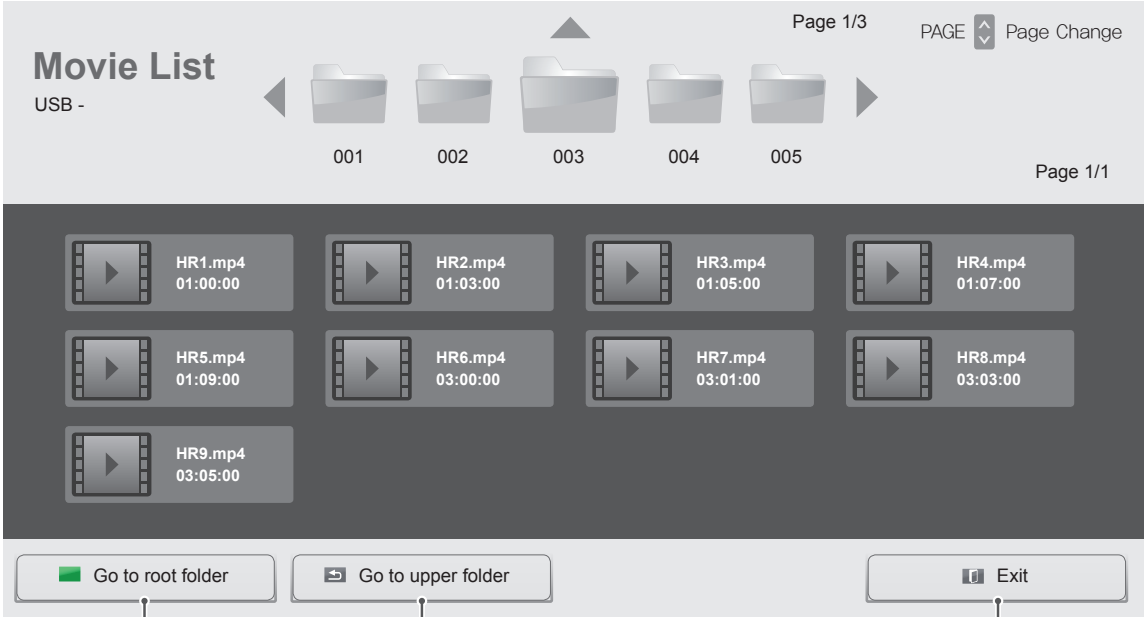 Page 1/3
PAGE Page Change
Movie List
USB -
001 002 003 004 005
Page 1/1
HR1.mp4 HR2.mp4 HR3.mp4 HR4.mp4
01:00:00 01:03:00 01:05:00 01:07:00
HR5.mp4 HR6.mp4 HR7.mp4 HR8.mp4
01:09:00 03:00:00 03:01:00 03:03:00
HR9.mp4
03:05:00
Go to root folder Go to upper folder Exit